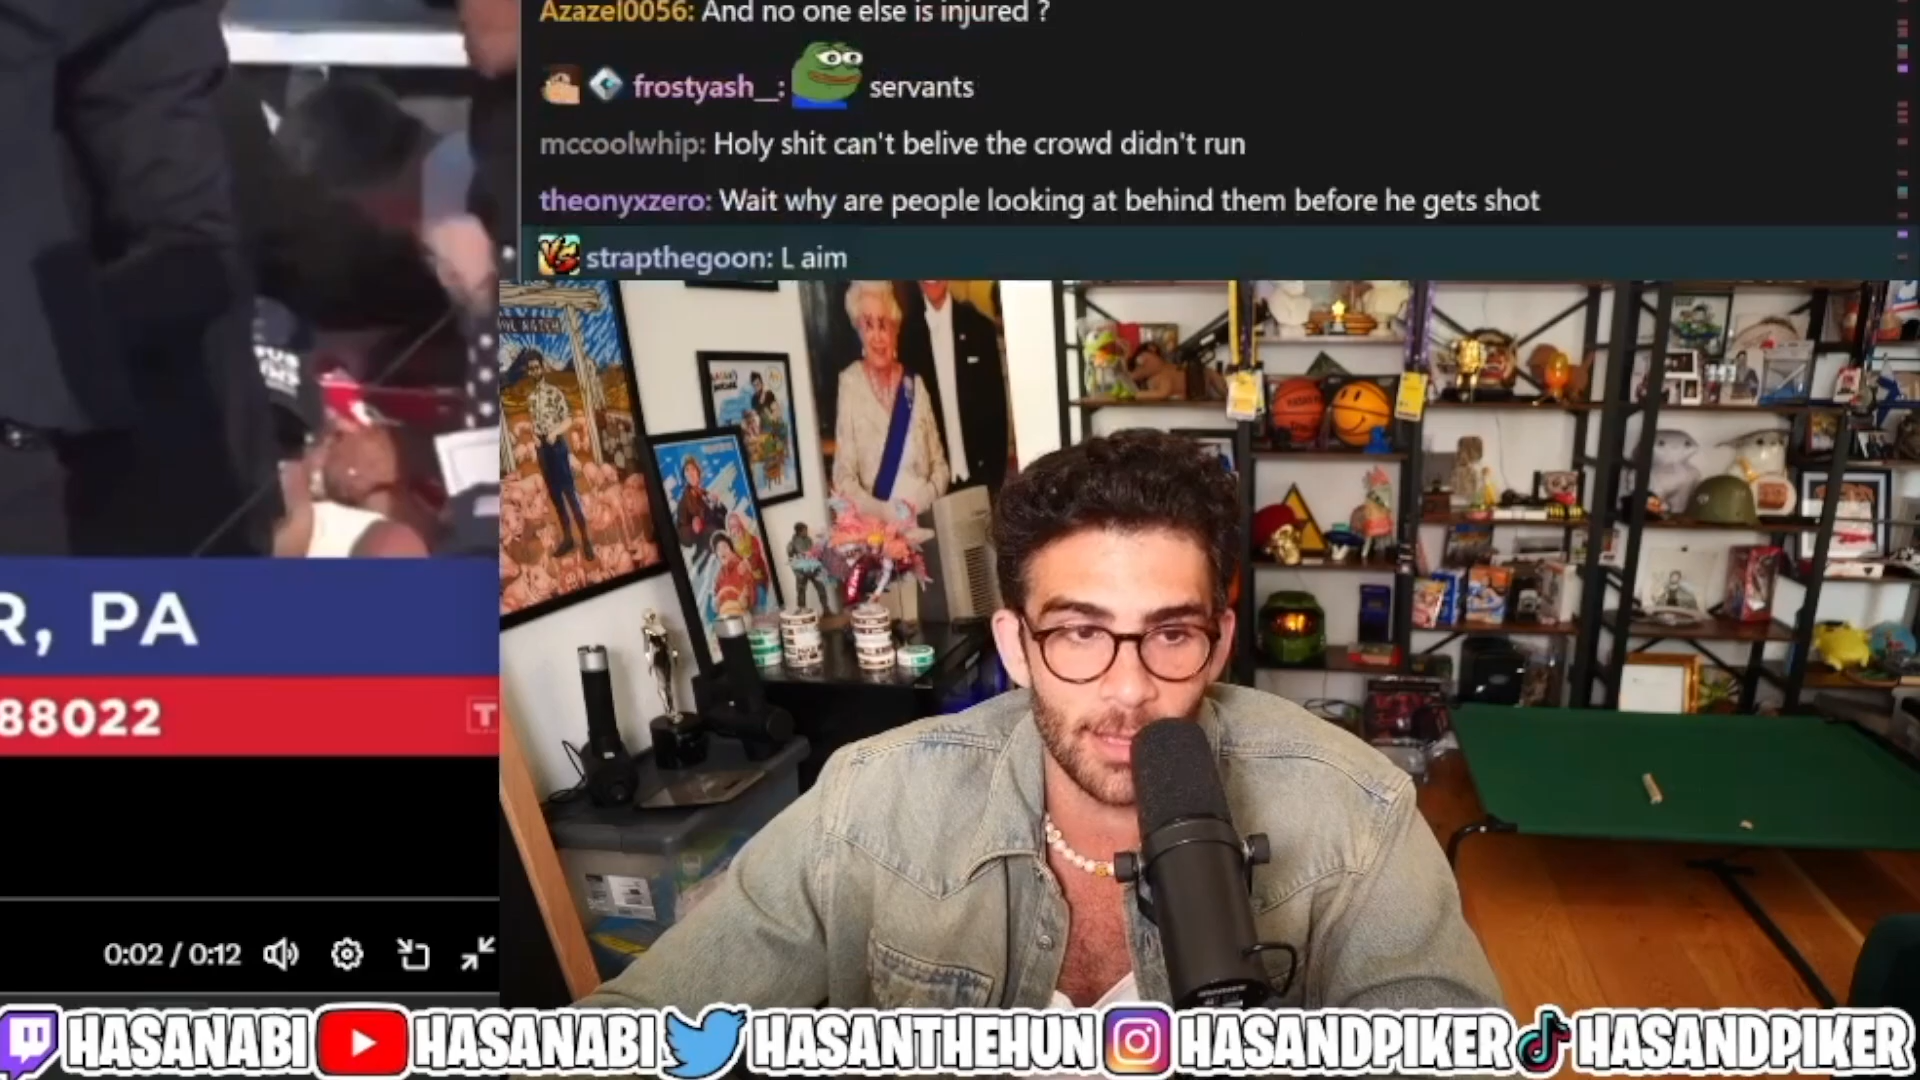 Azazel0056: And no one else is injured ?
frostyash__: servants
mccoolwhip: Holy shit can't belive the crowd didn't run
theonyxzero: Wait why are people looking at behind them before he gets shot
VS strapthegoon: L aim
R, PA
88022
T
0:02 / 0:12
HASANABI HASANABI HASANTHEHUN HASANDPIKER HASANDPIKER